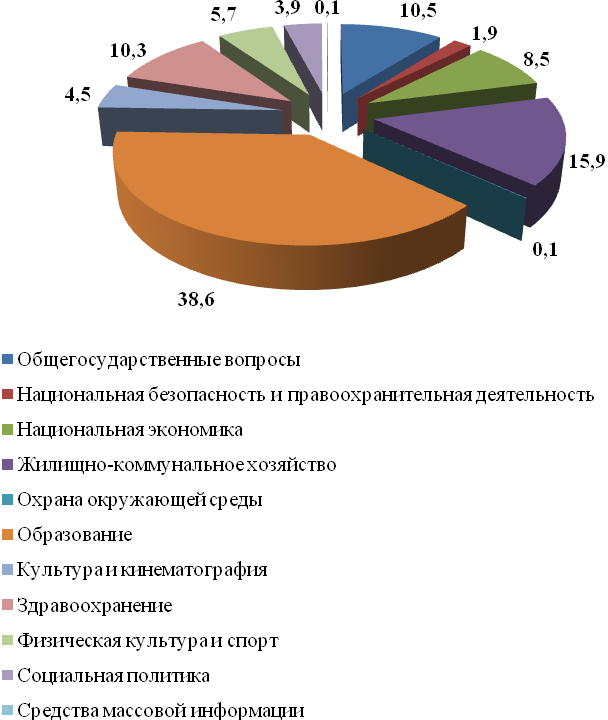 3,9 0,1
5,7 10,5
1,9
10,3 8,5
4,5
15,9
0,1
38,6
Общегосударственные вопросы
Национальная безопасность и правоохранительная деятельность
Национальная экономика
Жилищно-коммунальное хозяйство
Охрана окружающей среды
Образование
Культура и кинематография
Здравоохранение
Физическая культура и спорт
Социальная политика
Средства массовой информации